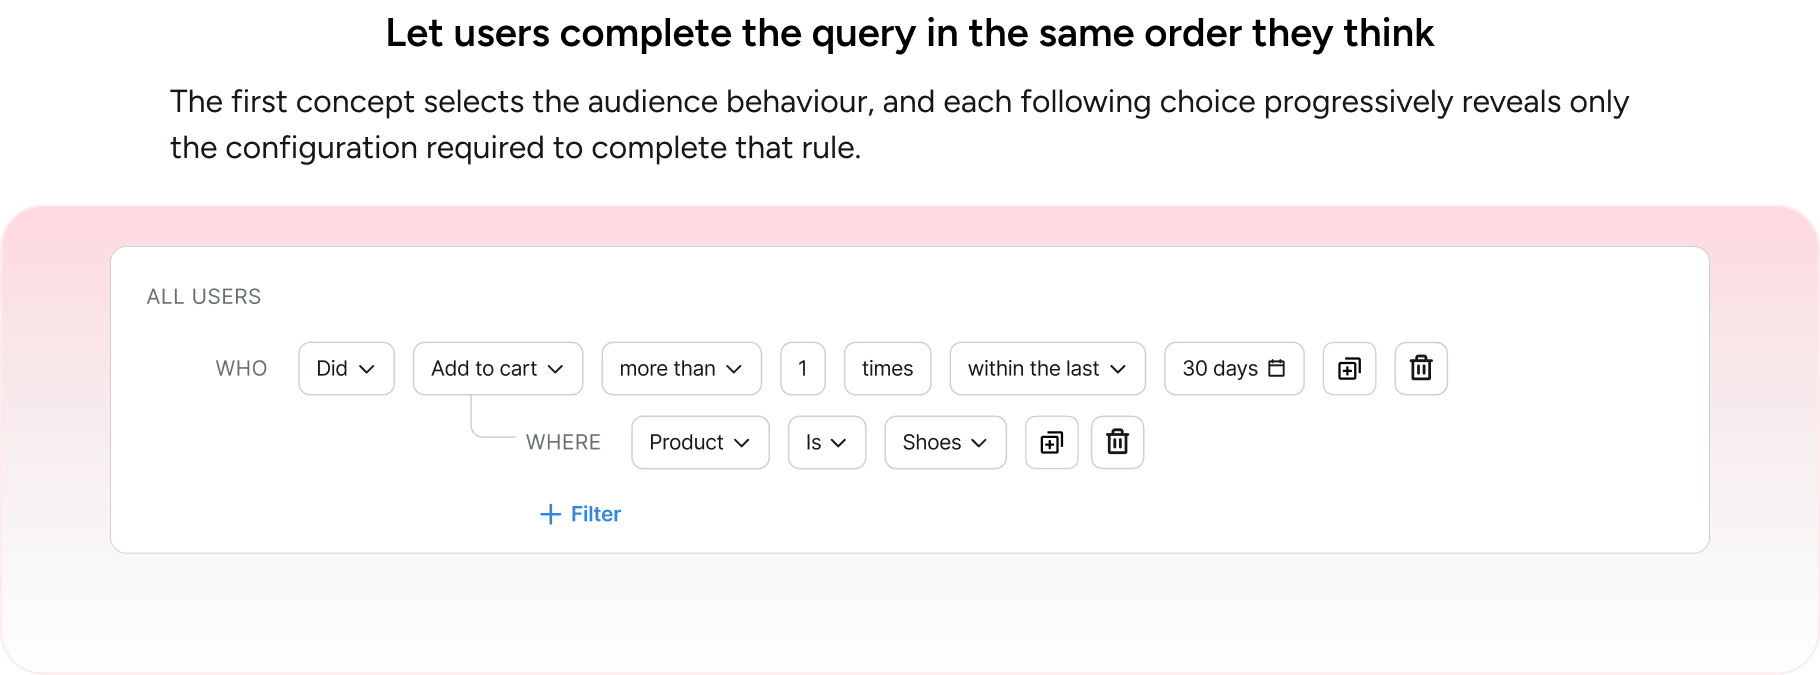 Let users complete the query in the same order they think
The first concept selects the audience behaviour, and each following choice progressively reveals only
the configuration required to complete that rule.
ALL USERS
WHO Did Add to cart more than 1 times within the last 30 days
WHERE Product Is Shoes
+ Filter